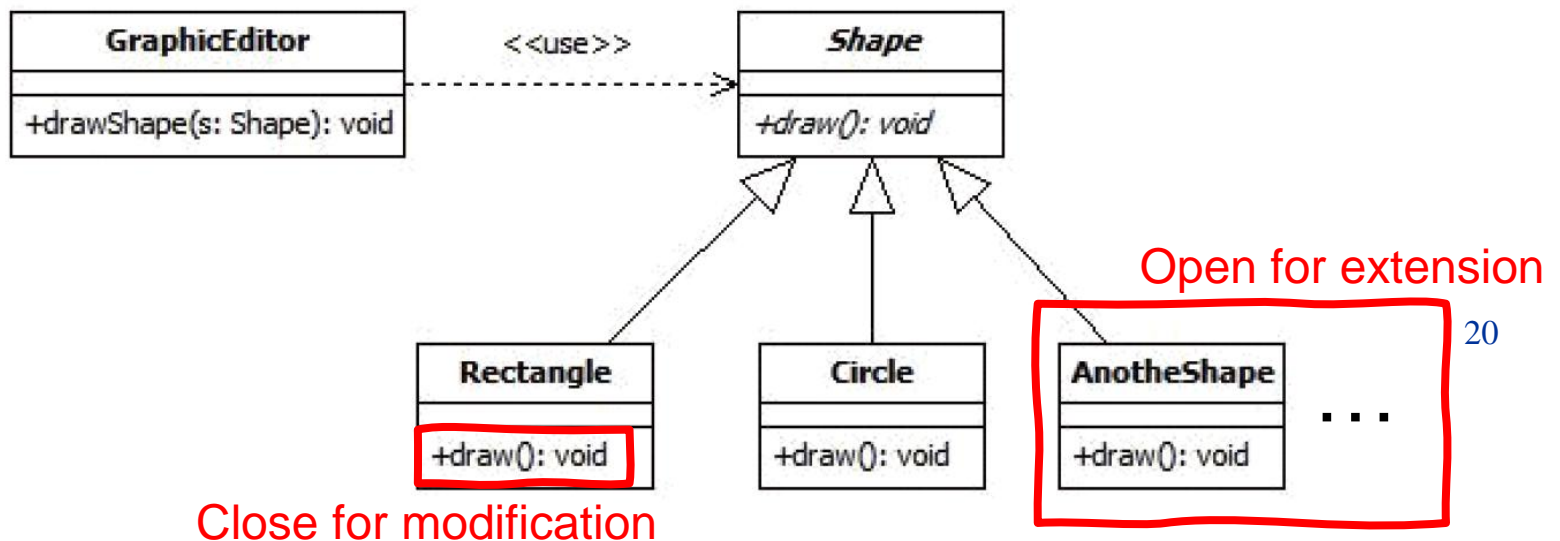 GraphicEditor
+drawShape(s: Shape): void
<<use>>
Shape
+draw(): void
Open for extension
20
Rectangle
+draw(): void
Circle
+draw(): void
AnotheShape
+draw(): void
...
Close for modification